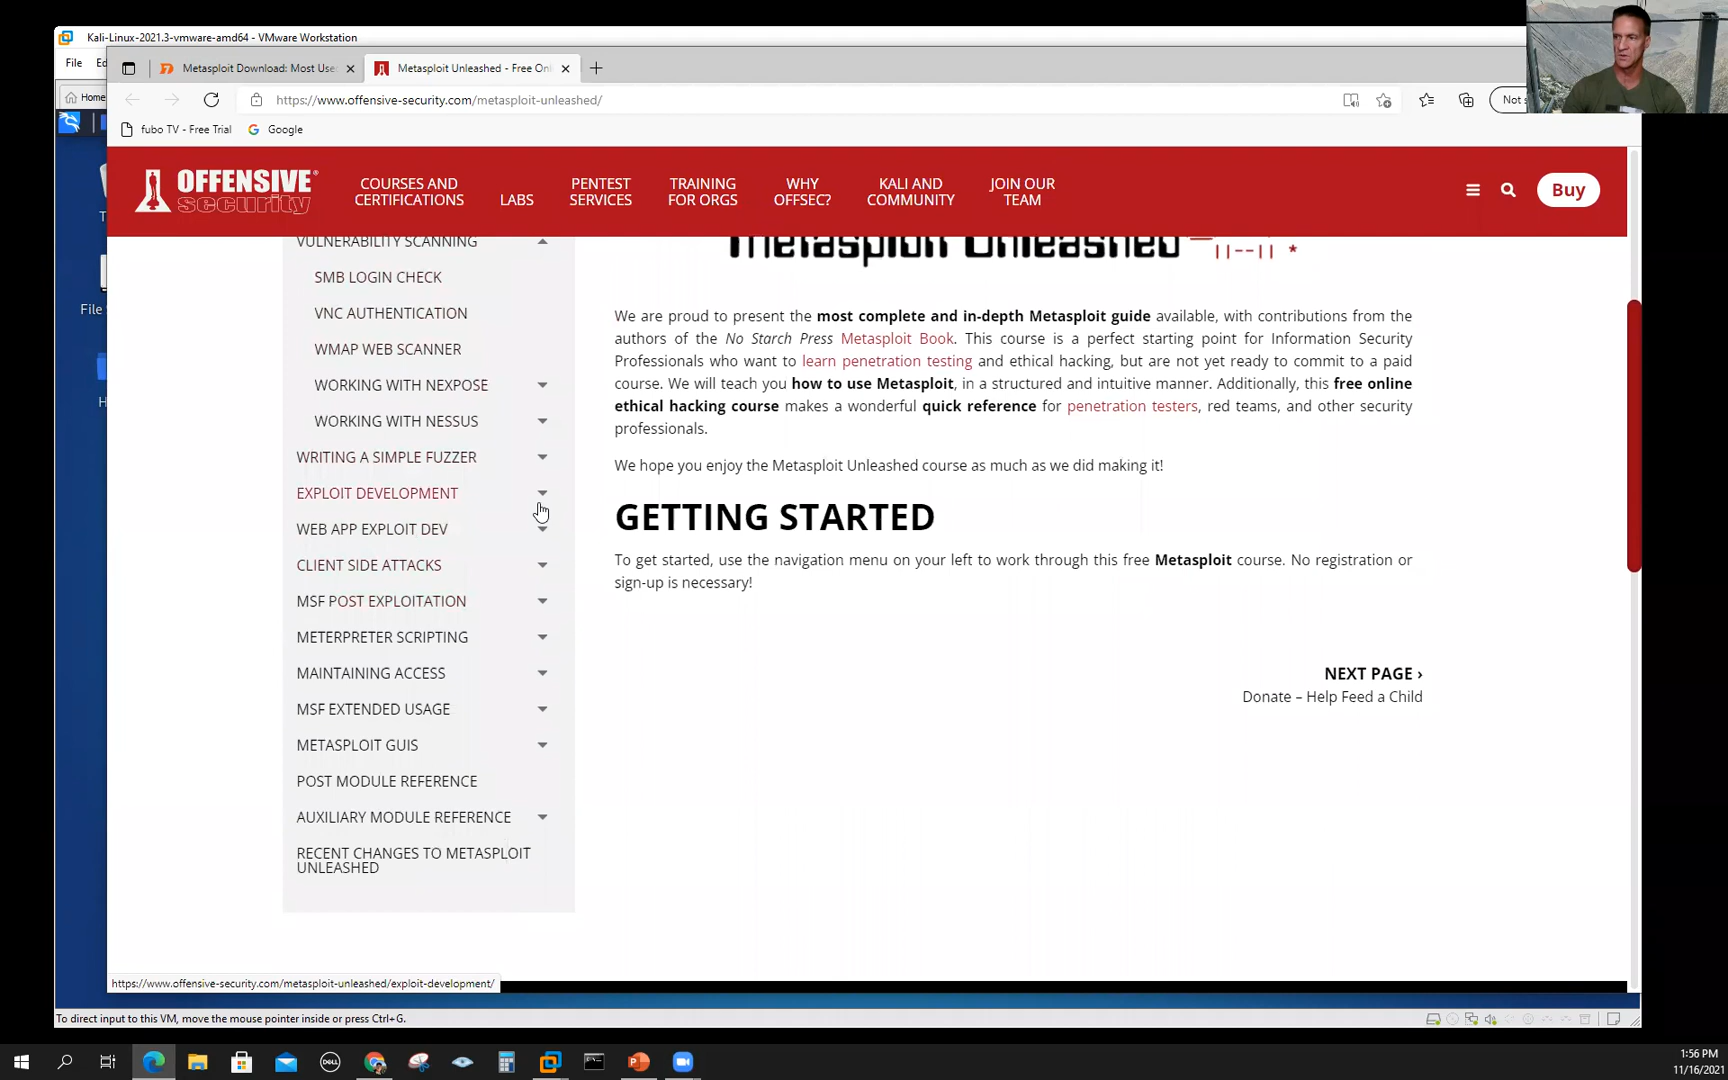 Kali-Linux-2021.3-vmware-amd64 - VMware Workstation
File
Metasploit Download: Most Use
Metasploit Unleashed - Free Onl
Home
https://www.offensive-security.com/metasploit-unleashed/
Not s
fubo TV - Free Trial
Google
OFFENSIVE
security
COURSES AND
CERTIFICATIONS
LABS
PENTEST
SERVICES
TRAINING
FOR ORGS
WHY
OFFSEC?
KALI AND
COMMUNITY
JOIN OUR
TEAM
Buy
VULNERABILITY SCANNING
SMB LOGIN CHECK
VNC AUTHENTICATION
WMAP WEB SCANNER
WORKING WITH NEXPOSE
WORKING WITH NESSUS
WRITING A SIMPLE FUZZER
EXPLOIT DEVELOPMENT
WEB APP EXPLOIT DEV
CLIENT SIDE ATTACKS
MSF POST EXPLOITATION
METERPRETER SCRIPTING
MAINTAINING ACCESS
MSF EXTENDED USAGE
METASPLOIT GUIS
POST MODULE REFERENCE
AUXILIARY MODULE REFERENCE
RECENT CHANGES TO METASPLOIT
UNLEASHED
Metasploit Unleashed
||--|| *
We are proud to present the most complete and in-depth Metasploit guide available, with contributions from the
authors of the No Starch Press Metasploit Book. This course is a perfect starting point for Information Security
Professionals who want to learn penetration testing and ethical hacking, but are not yet ready to commit to a paid
course. We will teach you how to use Metasploit, in a structured and intuitive manner. Additionally, this free online
ethical hacking course makes a wonderful quick reference for penetration testers, red teams, and other security
professionals.
We hope you enjoy the Metasploit Unleashed course as much as we did making it!
GETTING STARTED
To get started, use the navigation menu on your left to work through this free Metasploit course. No registration or
sign-up is necessary!
NEXT PAGE ›
Donate – Help Feed a Child
File
https://www.offensive-security.com/metasploit-unleashed/exploit-development/
To direct input to this VM, move the mouse pointer inside or press Ctrl+G.
DELL
1:56 PM
11/16/2021